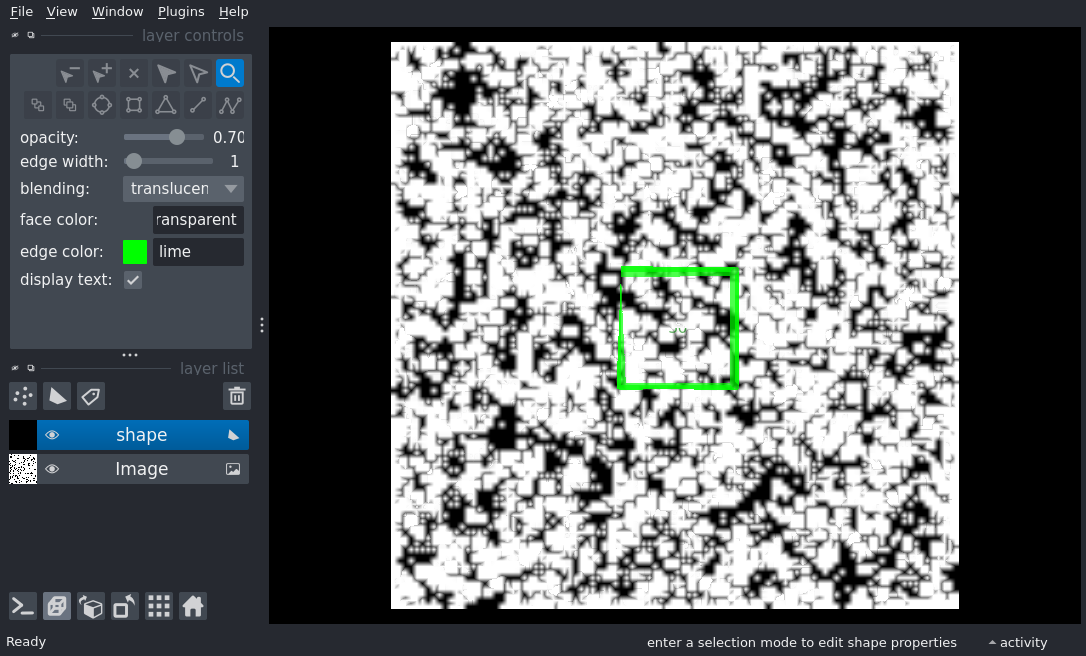 File View Window Plugins Help
layer controls
opacity: 0.70
edge width: 1
blending: translucen
face color: ransparent
edge color: lime
display text:
layer list
shape
Image
Ready
enter a selection mode to edit shape properties
activity